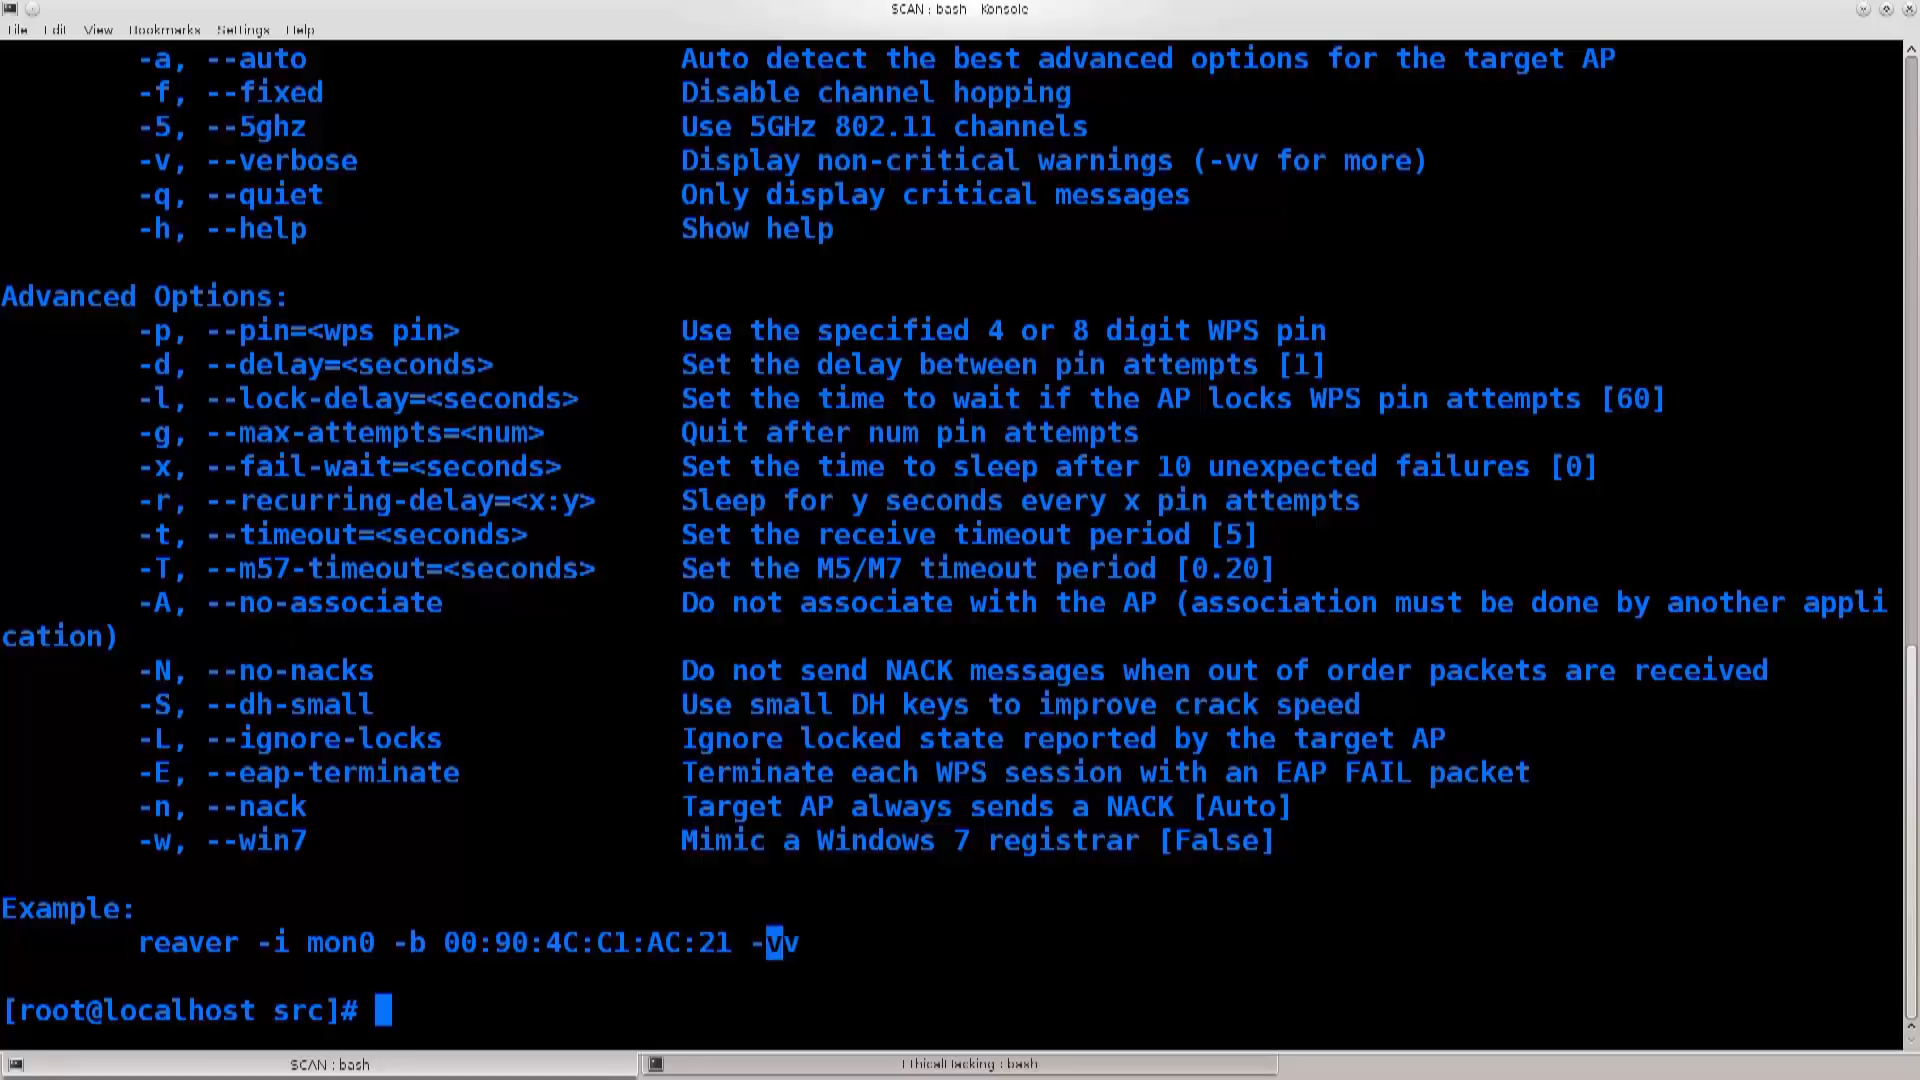 SCAN : bash   Konsole
File Edit View Bookmarks Settings Help
-a, --auto Auto detect the best advanced options for the target AP
-f, --fixed Disable channel hopping
-5, --5ghz Use 5GHz 802.11 channels
-v, --verbose Display non-critical warnings (-vv for more)
-q, --quiet Only display critical messages
-h, --help Show help
Advanced Options:
-p, --pin=<wps pin> Use the specified 4 or 8 digit WPS pin
-d, --delay=<seconds> Set the delay between pin attempts [1]
-l, --lock-delay=<seconds> Set the time to wait if the AP locks WPS pin attempts [60]
-g, --max-attempts=<num> Quit after num pin attempts
-x, --fail-wait=<seconds> Set the time to sleep after 10 unexpected failures [0]
-r, --recurring-delay=<x:y> Sleep for y seconds every x pin attempts
-t, --timeout=<seconds> Set the receive timeout period [5]
-T, --m57-timeout=<seconds> Set the M5/M7 timeout period [0.20]
-A, --no-associate Do not associate with the AP (association must be done by another appli
cation)
-N, --no-nacks Do not send NACK messages when out of order packets are received
-S, --dh-small Use small DH keys to improve crack speed
-L, --ignore-locks Ignore locked state reported by the target AP
-E, --eap-terminate Terminate each WPS session with an EAP FAIL packet
-n, --nack Target AP always sends a NACK [Auto]
-w, --win7 Mimic a Windows 7 registrar [False]
Example:
reaver -i mon0 -b 00:90:4C:C1:AC:21 -vv
[root@localhost src]#
SCAN : bash
EthicalHacking : bash